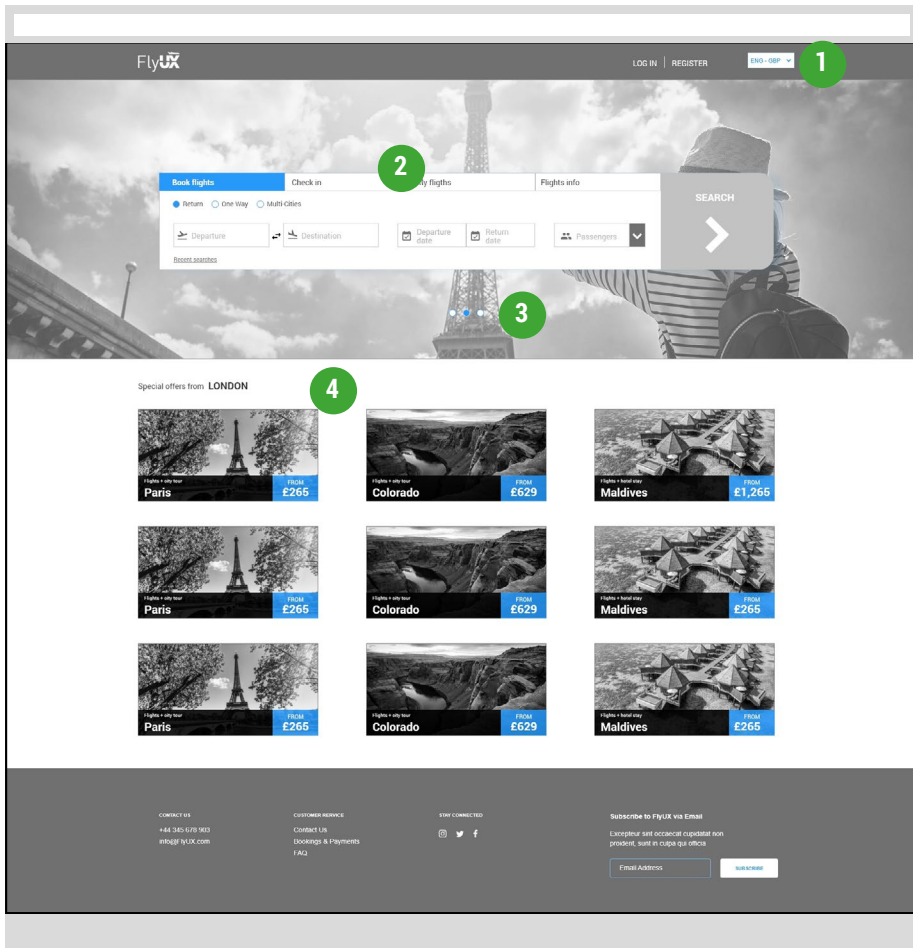 FlyUX
LOG IN | REGISTER
ENG - GBP
1
2
Book flights
Check in
ly fligths
Flights info
SEARCH
Return
One Way
Multi-Cities
Departure
Destination
Departure
date
Return
date
Passengers
Recent searches
3
Special offers from LONDON
4
Flights + city tour
Paris
FROM
£265
Flights + city tour
Colorado
FROM
£629
Flights + hotel stay
Maldives
FROM
£1,265
Flights + city tour
Paris
FROM
£265
Flights + city tour
Colorado
FROM
£629
Flights + hotel stay
Maldives
FROM
£265
Flights + city tour
Paris
FROM
£265
Flights + city tour
Colorado
FROM
£629
Flights + hotel stay
Maldives
FROM
£265
CONTACT US
+44 345 678 903
info@FlyUX.com
CUSTOMER SERVICE
Contact Us
Bookings & Payments
FAQ
STAY CONNECTED
Subscribe to FlyUX via Email
Excepteur sint occaecat cupidatat non
proident, sunt in culpa qui officia
Email Address
SUBSCRIBE